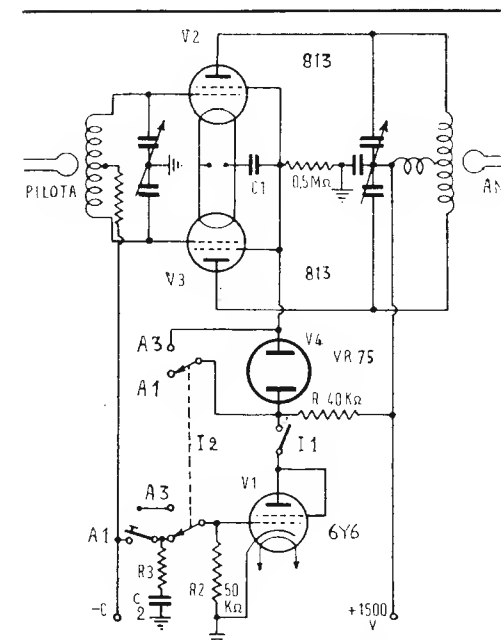 V2
813
PILOTA
C1
0,5MΩ
AN
V3
813
A3
V4
VR 75
A1
R 40KΩ
I2
I1
A3
V1
A1
6Y6
R3
R2
50
KΩ
C
2
-C
+1500
V